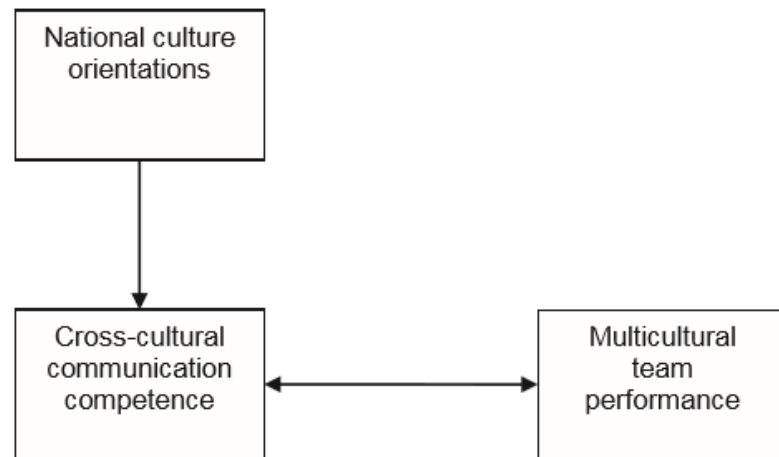 National culture
orientations
Cross-cultural
communication
competence
Multicultural
team
performance